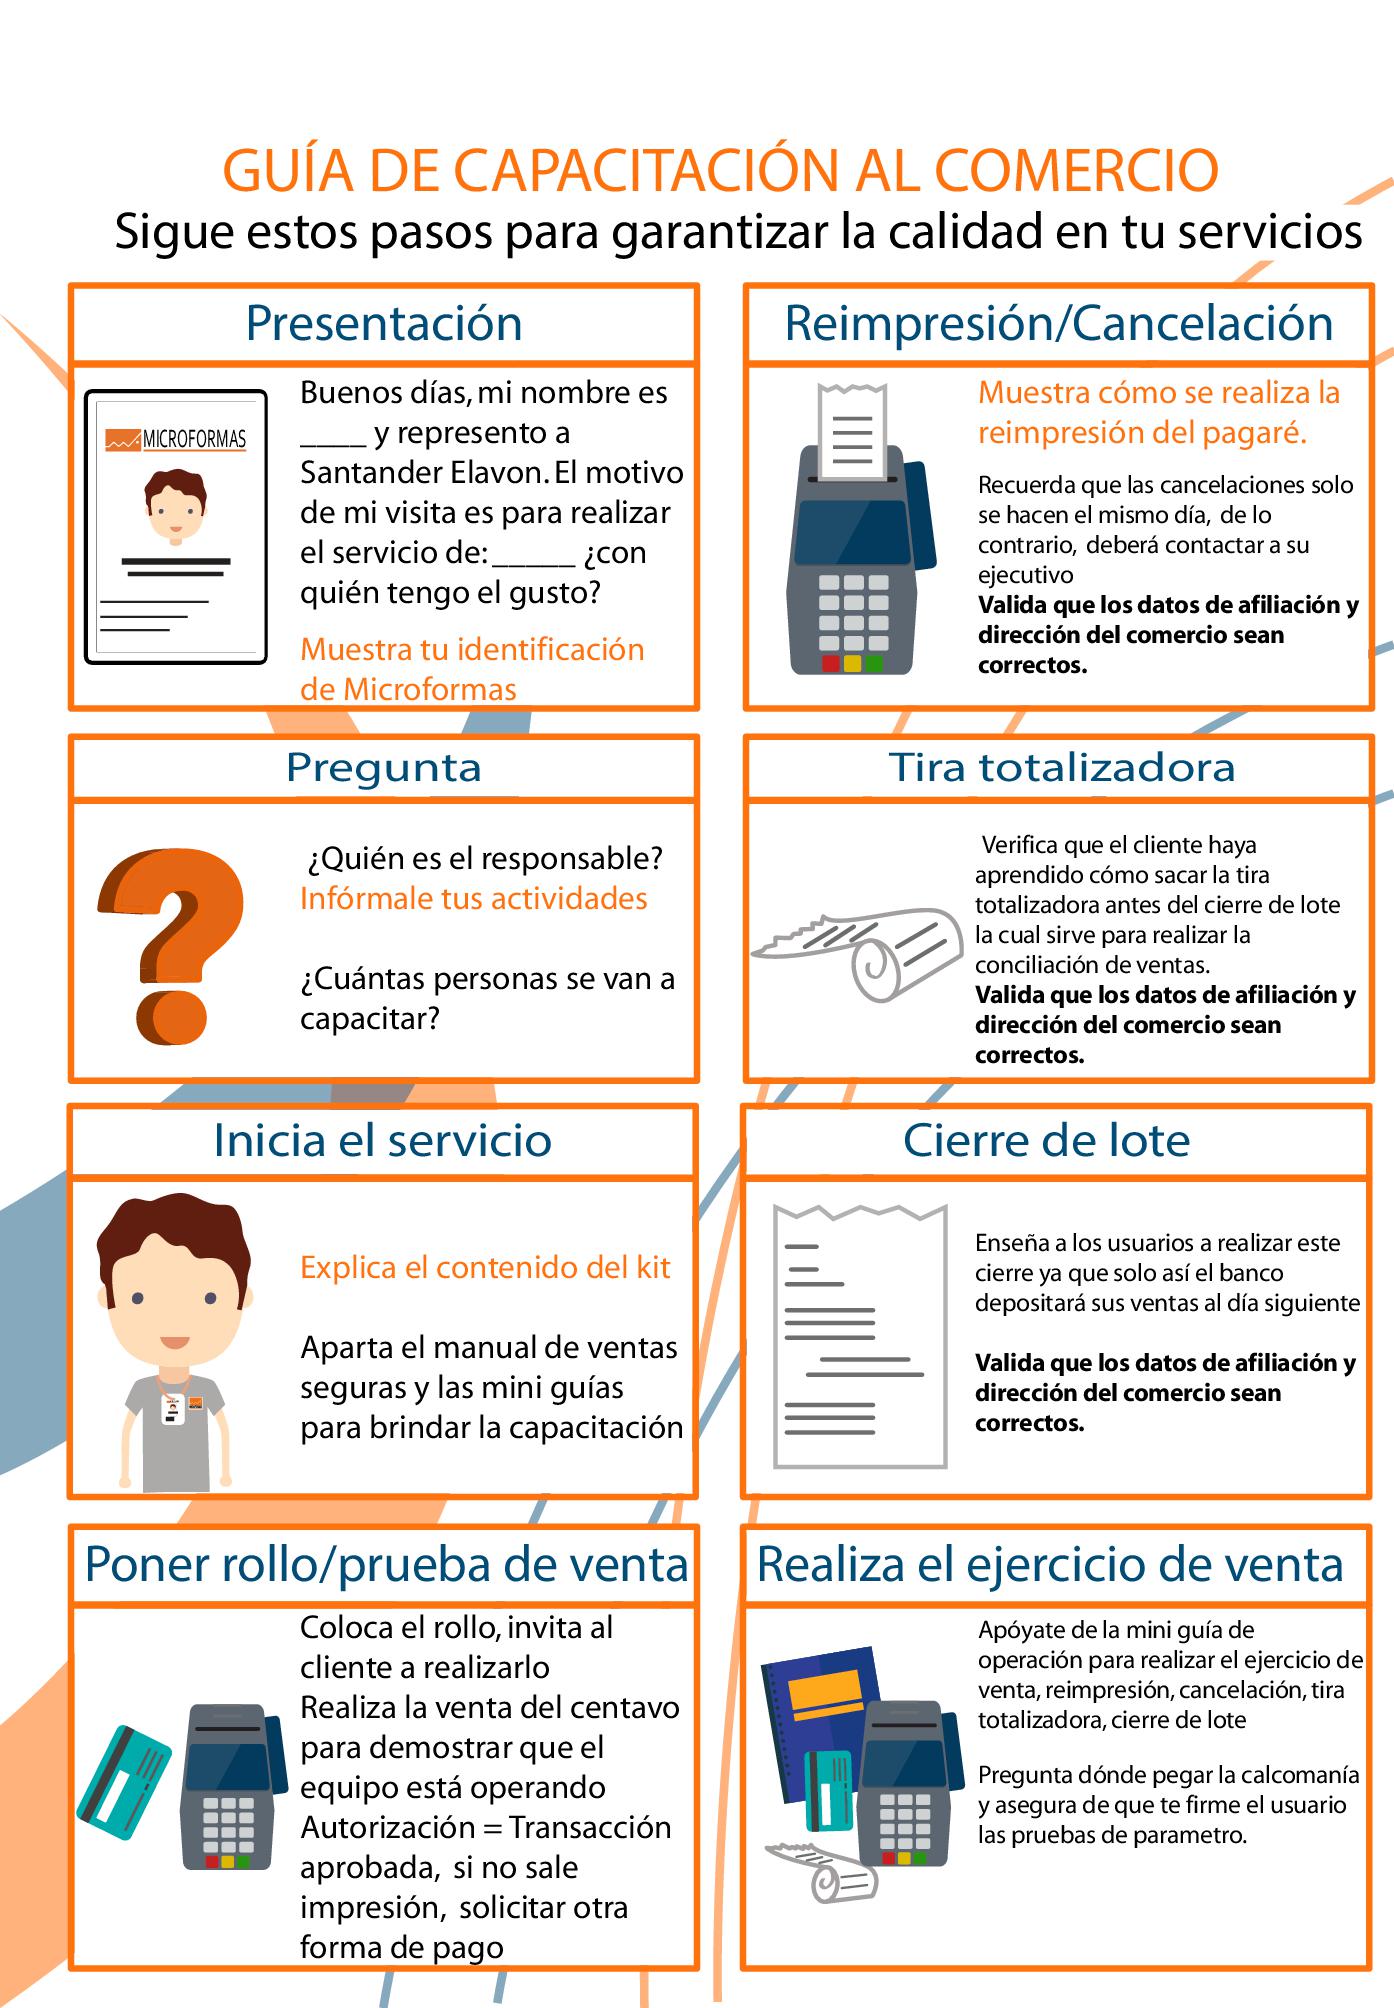 GUÍA DE CAPACITACIÓN AL COMERCIO
Sigue estos pasos para garantizar la calidad en tu servicios
Presentación
MICROFORMAS
Buenos días, mi nombre es
____ y represento a
Santander Elavon. El motivo
de mi visita es para realizar
el servicio de: _____ ¿con
quién tengo el gusto?
Muestra tu identificación
de Microformas
Pregunta
¿Quién es el responsable?
Infórmale tus actividades
¿Cuántas personas se van a
capacitar?
Inicia el servicio
Explica el contenido del kit
Aparta el manual de ventas
seguras y las mini guías
para brindar la capacitación
Poner rollo/prueba de venta
Coloca el rollo, invita al
cliente a realizarlo
Realiza la venta del centavo
para demostrar que el
equipo está operando
Autorización = Transacción
aprobada, si no sale
impresión, solicitar otra
forma de pago
Reimpresión/Cancelación
Muestra cómo se realiza la
reimpresión del pagaré.
Recuerda que las cancelaciones solo
se hacen el mismo día, de lo
contrario, deberá contactar a su
ejecutivo
Valida que los datos de afiliación y
dirección del comercio sean
correctos.
Tira totalizadora
Verifica que el cliente haya
aprendido cómo sacar la tira
totalizadora antes del cierre de lote
la cual sirve para realizar la
conciliación de ventas.
Valida que los datos de afiliación y
dirección del comercio sean
correctos.
Cierre de lote
Enseña a los usuarios a realizar este
cierre ya que solo así el banco
depositará sus ventas al día siguiente
Valida que los datos de afiliación y
dirección del comercio sean
correctos.
Realiza el ejercicio de venta
Apóyate de la mini guía de
operación para realizar el ejercicio de
venta, reimpresión, cancelación, tira
totalizadora, cierre de lote
Pregunta dónde pegar la calcomanía
y asegura de que te firme el usuario
las pruebas de parametro.